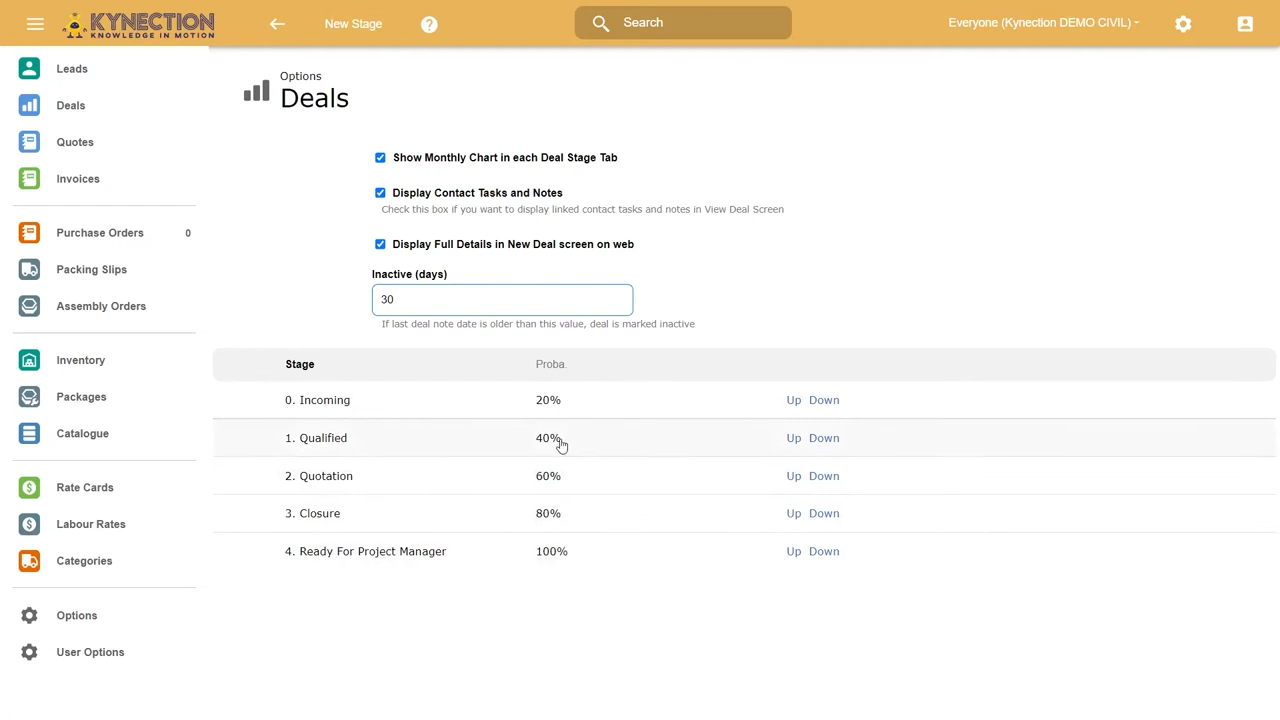 KYNECTION
KNOWLEDGE IN MOTION
New Stage
?
Search
Everyone (Kynection DEMO CIVIL)
Leads
Deals
Quotes
Invoices
Purchase Orders 0
Packing Slips
Assembly Orders
Inventory
Packages
Catalogue
Rate Cards
Labour Rates
Categories
Options
User Options
Options
Deals
Show Monthly Chart in each Deal Stage Tab
Display Contact Tasks and Notes
Check this box if you want to display linked contact tasks and notes in View Deal Screen
Display Full Details in New Deal screen on web
Inactive (days)
30
If last deal note date is older than this value, deal is marked inactive
Stage Proba.
0. Incoming 20% Up Down
1. Qualified 40% Up Down
2. Quotation 60% Up Down
3. Closure 80% Up Down
4. Ready For Project Manager 100% Up Down